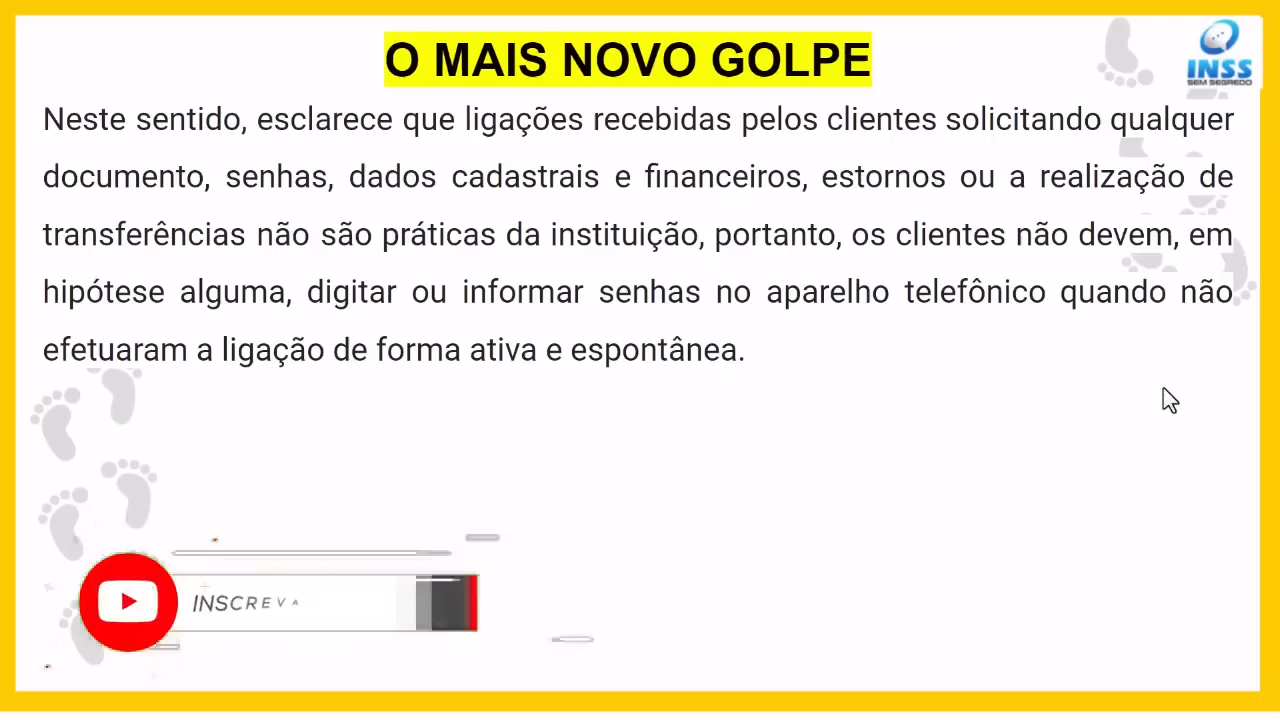 O MAIS NOVO GOLPE
INSS
SEM SEGREDO
Neste sentido, esclarece que ligações recebidas pelos clientes solicitando qualquer
documento, senhas, dados cadastrais e financeiros, estornos ou a realização de
transferências não são práticas da instituição, portanto, os clientes não devem, em
hipótese alguma, digitar ou informar senhas no aparelho telefônico quando não
efetuaram a ligação de forma ativa e espontânea.
INSCREVA